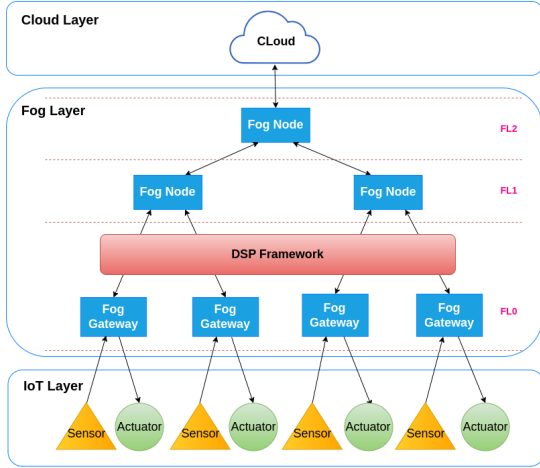 Cloud Layer
CLoud
Fog Layer
Fog Node
FL2
Fog Node
Fog Node
FL1
DSP Framework
Fog
Gateway
Fog
Gateway
Fog
Gateway
Fog
Gateway
FL0
IoT Layer
Sensor
Actuator
Sensor
Actuator
Sensor
Actuator
Sensor
Actuator